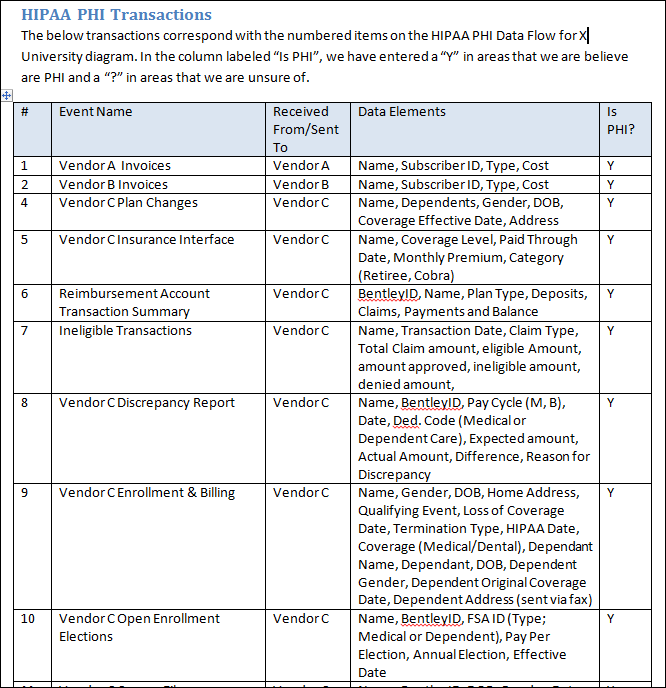 HIPAA PHI Transactions
The below transactions correspond with the numbered items on the HIPAA PHI Data Flow for X
University diagram. In the column labeled “Is PHI”, we have entered a “Y” in areas that we are believe
are PHI and a “?” in areas that we are unsure of.
# Event Name Received From/Sent To Data Elements Is PHI?
1 Vendor A Invoices Vendor A Name, Subscriber ID, Type, Cost Y
2 Vendor B Invoices Vendor B Name, Subscriber ID, Type, Cost Y
4 Vendor C Plan Changes Vendor C Name, Dependents, Gender, DOB, Y
Coverage Effective Date, Address
5 Vendor C Insurance Interface Vendor C Name, Coverage Level, Paid Through Y
Date, Monthly Premium, Category
(Retiree, Cobra)
6 Reimbursement Account Vendor C BentleyID, Name, Plan Type, Deposits, Y
Transaction Summary Claims, Payments and Balance
7 Ineligible Transactions Vendor C Name, Transaction Date, Claim Type, Y
Total Claim amount, eligible Amount,
amount approved, ineligible amount,
denied amount,
8 Vendor C Discrepancy Report Vendor C Name, BentleyID, Pay Cycle (M, B), Y
Date, Ded. Code (Medical or
Dependent Care), Expected amount,
Actual Amount, Difference, Reason for
Discrepancy
9 Vendor C Enrollment & Billing Vendor C Name, Gender, DOB, Home Address, Y
Qualifying Event, Loss of Coverage
Date, Termination Type, HIPAA Date,
Coverage (Medical/Dental), Dependant
Name, Dependant, DOB, Dependent
Gender, Dependent Original Coverage
Date, Dependent Address (sent via fax)
10 Vendor C Open Enrollment Vendor C Name, BentleyID, FSA ID (Type; Y
Elections Medical or Dependent), Pay Per
Election, Annual Election, Effective
Date